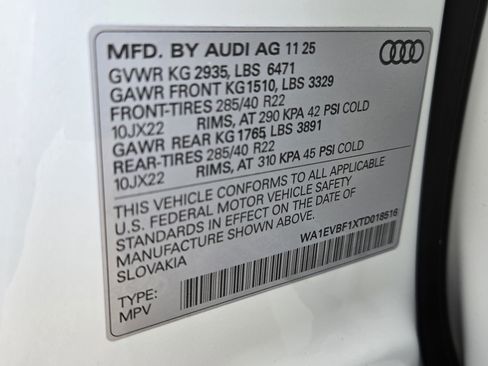 MFD. BY AUDI AG 11 25
GVWR KG 2935, LBS 6471
GAWR FRONT KG 1510, LBS 3329
FRONT-TIRES 285/40 R22
10JX22 RIMS, AT 290 KPA 42 PSI COLD
GAWR REAR KG 1765, LBS 3891
REAR-TIRES 285/40 R22
10JX22 RIMS, AT 310 KPA 45 PSI COLD
THIS VEHICLE CONFORMS TO ALL APPLICABLE
U.S. FEDERAL MOTOR VEHICLE SAFETY
STANDARDS IN EFFECT ON THE DATE OF
MANUFACTURE SHOWN ABOVE.
SLOVAKIA
WA1EVBF1XTD018516
TYPE:
MPV